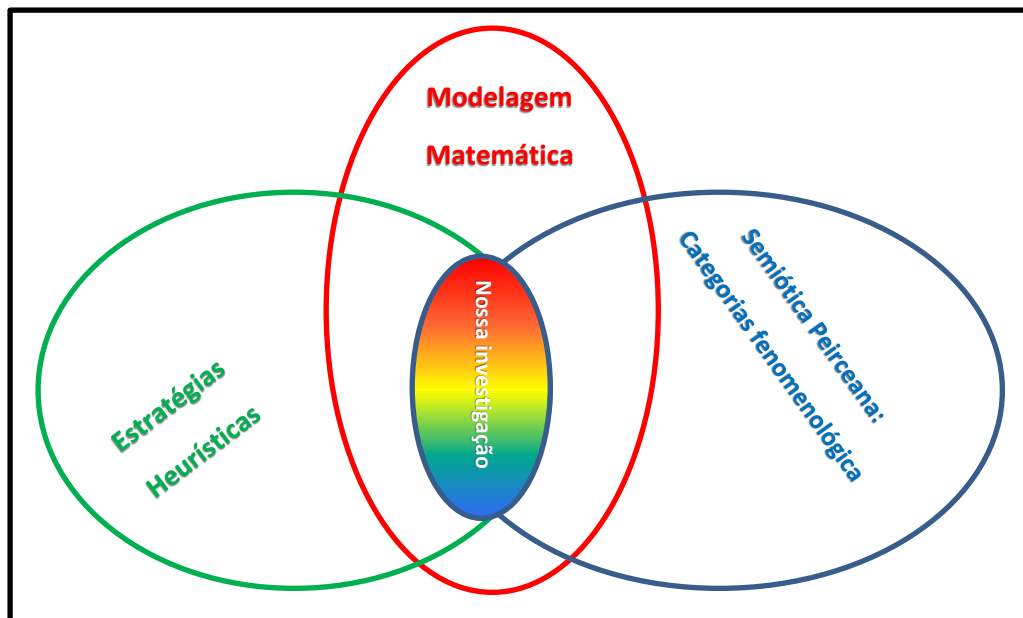 Modelagem
Matemática
Estratégias
Heurísticas
Nossa investigação
Semiótica Peirceana:
Categorias fenomenológica